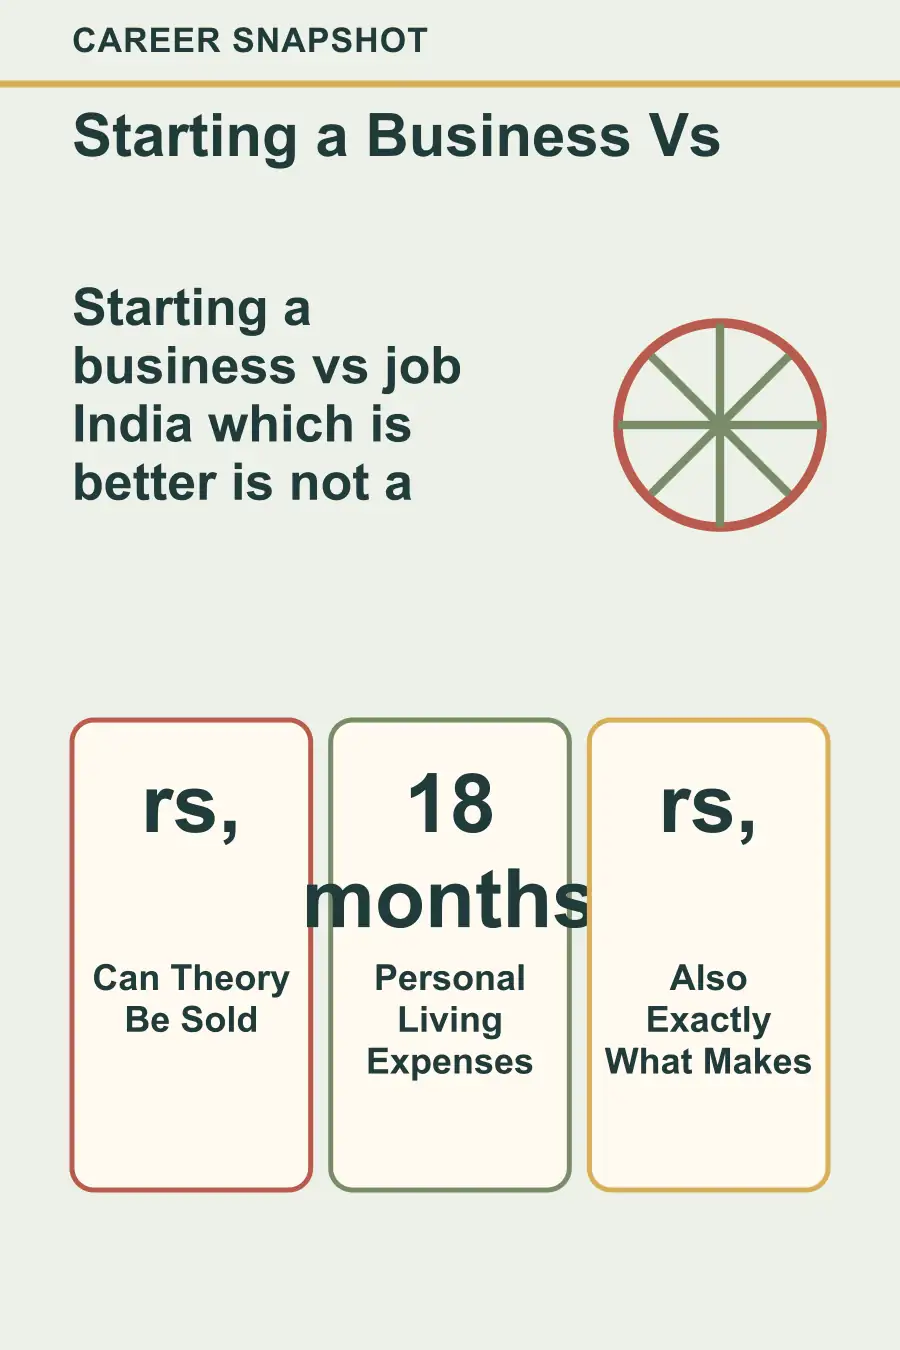 CAREER SNAPSHOT
Starting a Business Vs
Starting a
business vs job
India which is
better is not a
rs,
Can Theory
Be Sold
18
months
Personal
Living
Expenses
rs,
Also
Exactly
What Makes